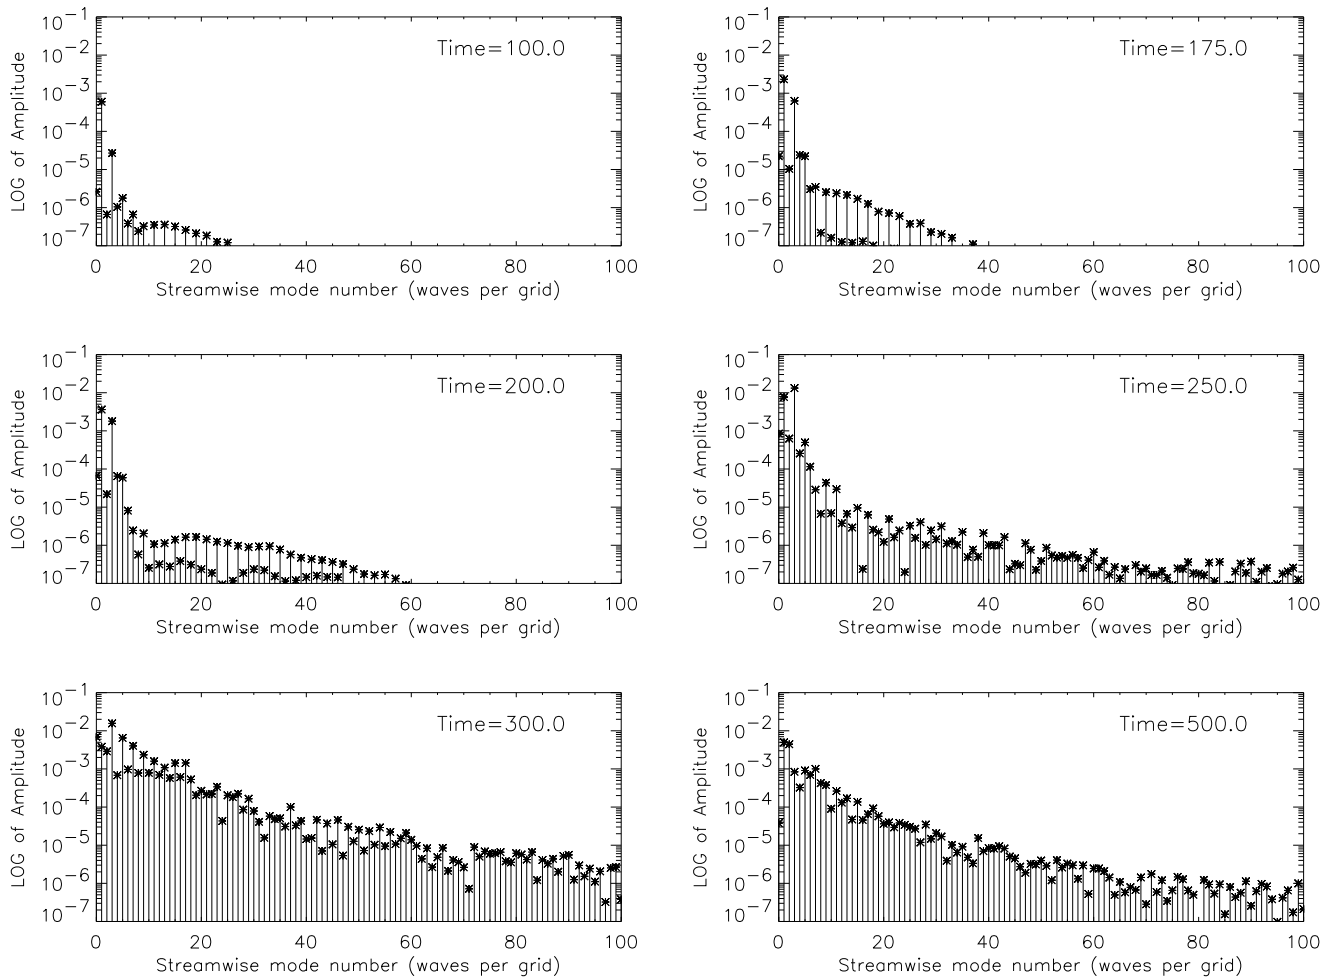 10-1
10-2
10-3
10-4
10-5
10-6
10-7
LOG of Amplitude
Time=100.0
0 20 40 60 80 100
Streamwise mode number (waves per grid)
10-1
10-2
10-3
10-4
10-5
10-6
10-7
LOG of Amplitude
Time=175.0
0 20 40 60 80 100
Streamwise mode number (waves per grid)
10-1
10-2
10-3
10-4
10-5
10-6
10-7
LOG of Amplitude
Time=200.0
0 20 40 60 80 100
Streamwise mode number (waves per grid)
10-1
10-2
10-3
10-4
10-5
10-6
10-7
LOG of Amplitude
Time=250.0
0 20 40 60 80 100
Streamwise mode number (waves per grid)
10-1
10-2
10-3
10-4
10-5
10-6
10-7
LOG of Amplitude
Time=300.0
0 20 40 60 80 100
Streamwise mode number (waves per grid)
10-1
10-2
10-3
10-4
10-5
10-6
10-7
LOG of Amplitude
Time=500.0
0 20 40 60 80 100
Streamwise mode number (waves per grid)